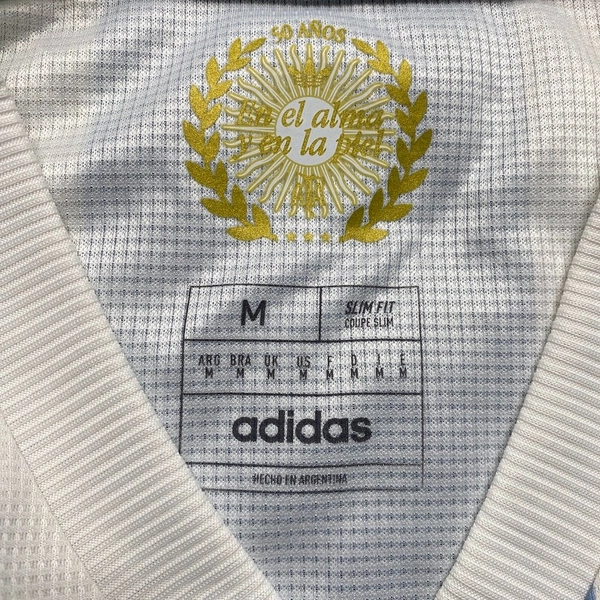 50 AÑOS
En el alma
y en la piel
M
SLIM FIT
COUPE SLIM
ARG BRA UK US F D I E
M M M M M M M M
adidas
HECHO EN ARGENTINA